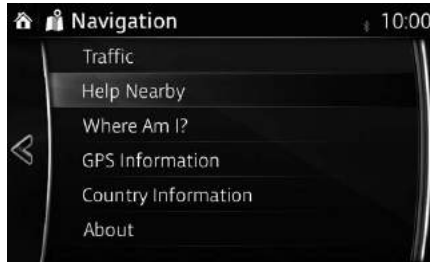 Navigation 10:00
Traffic
Help Nearby
Where Am I?
GPS Information
Country Information
About